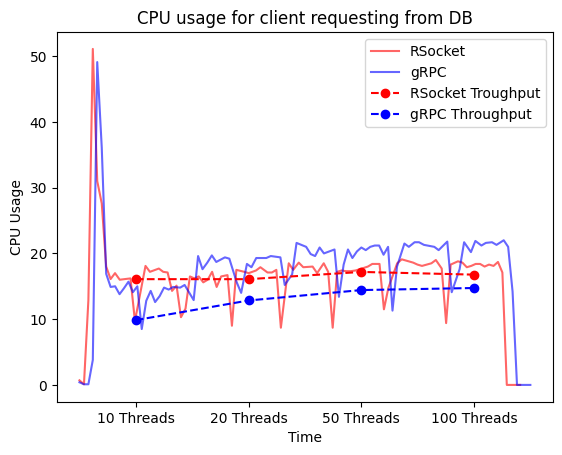 CPU usage for client requesting from DB
RSocket
gRPC
RSocket Troughput
gRPC Throughput
50
40
30
20
10
0
CPU Usage
10 Threads 20 Threads 50 Threads 100 Threads
Time